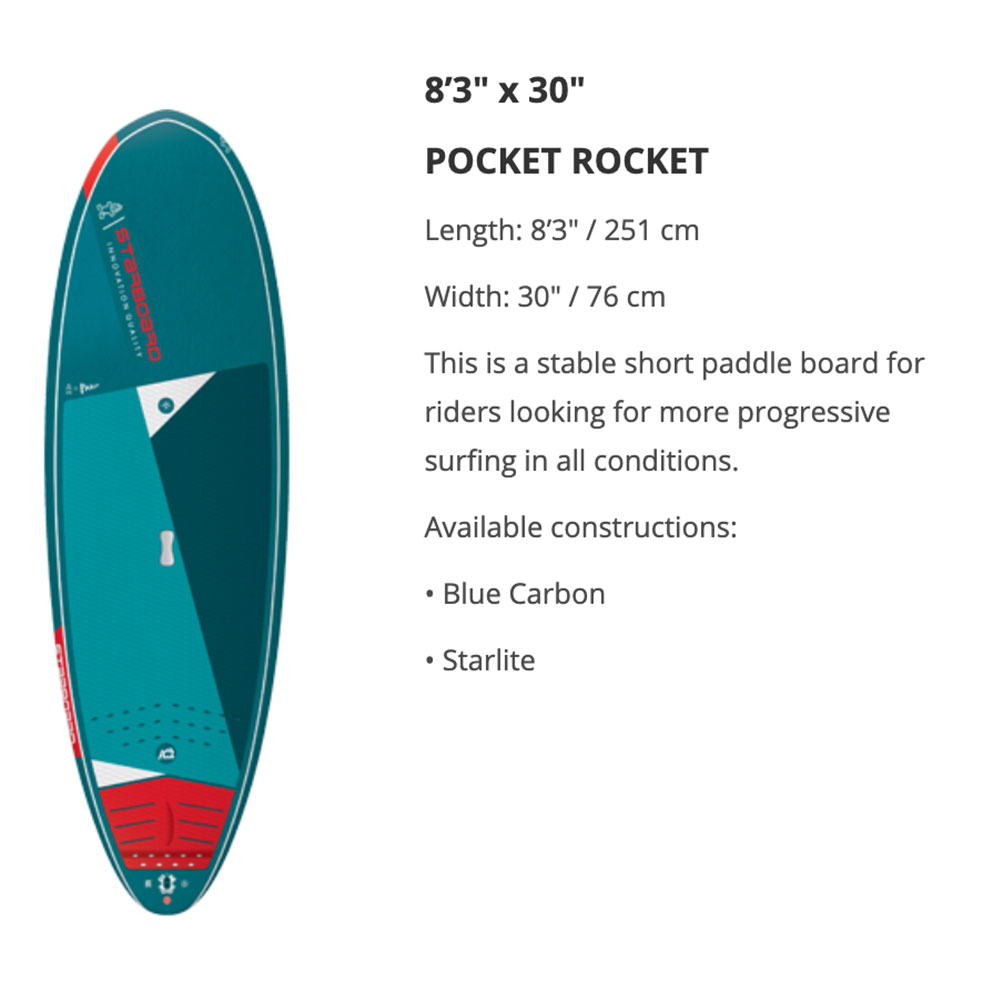 8’3" x 30"
POCKET ROCKET
Length: 8’3" / 251 cm
Width: 30" / 76 cm
This is a stable short paddle board for
riders looking for more progressive
surfing in all conditions.
Available constructions:
• Blue Carbon
• Starlite
STARBOARD
INNOVATION QUALITY
STARBOARD